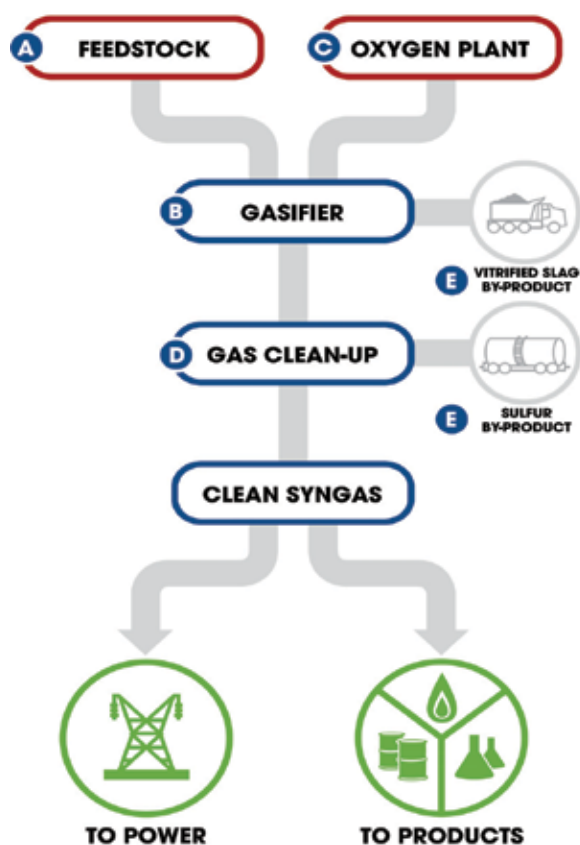 A FEEDSTOCK
C OXYGEN PLANT
B GASIFIER
E VITRIFIED SLAG
BY-PRODUCT
D GAS CLEAN-UP
E SULFUR
BY-PRODUCT
CLEAN SYNGAS
TO POWER
TO PRODUCTS